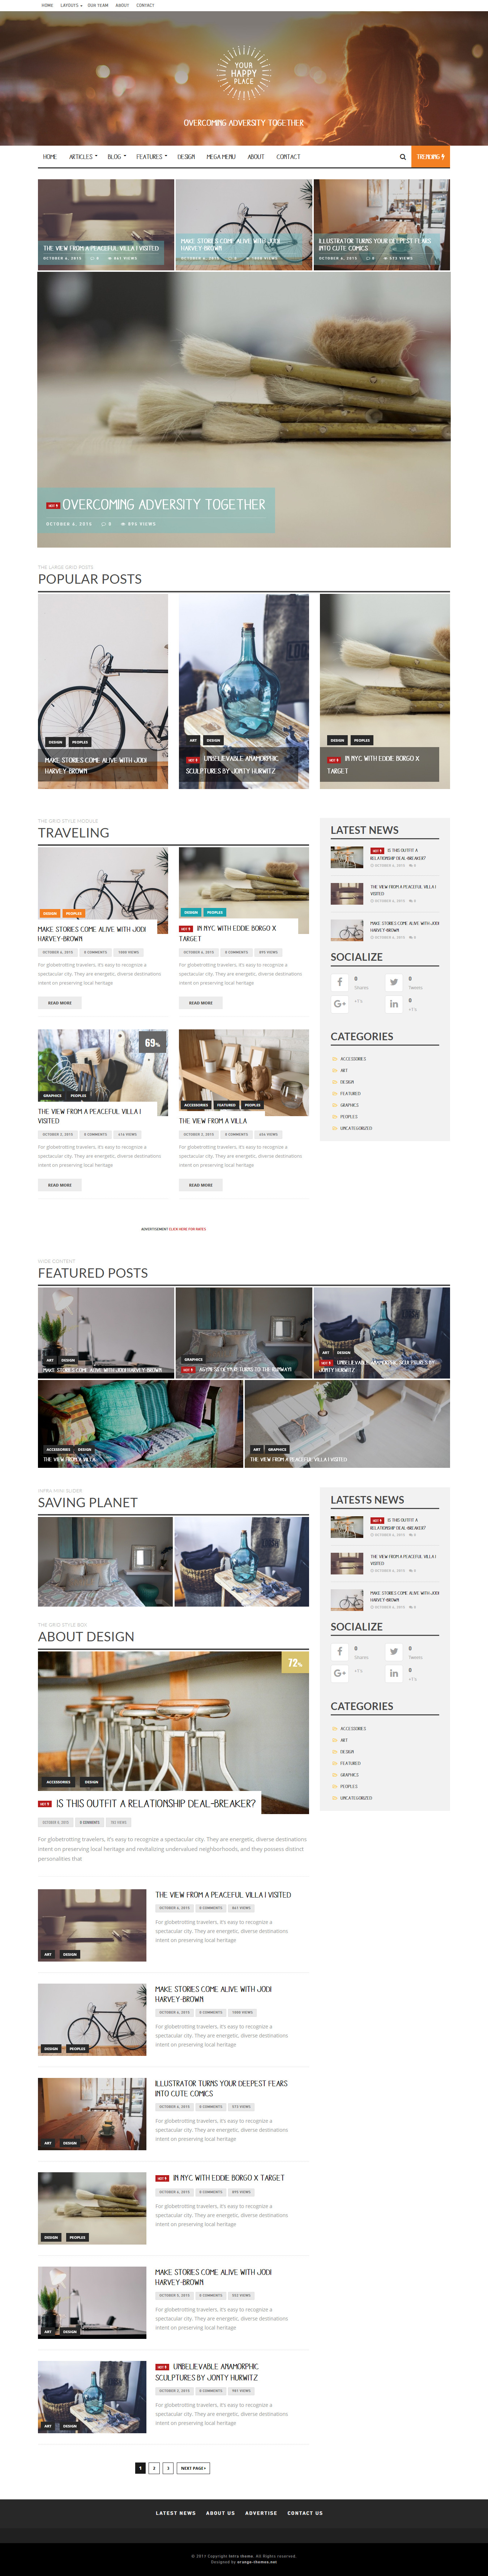 HOME LAYOUTS OUR TEAM ABOUT CONTACT
YOUR
HAPPY
PLACE
OVERCOMING ADVERSITY TOGETHER
HOME ARTICLES BLOG FEATURES DESIGN MEGA MENU ABOUT CONTACT TRENDING
THE VIEW FROM A PEACEFUL VILLA I VISITED
OCTOBER 6, 2015 0 841 VIEWS
MAKE STORIES COME ALIVE WITH JODI
HARVEY-BROWN
OCTOBER 6, 2015 0 1008 VIEWS
ILLUSTRATOR TURNS YOUR DEEPEST FEARS
INTO CUTE COMICS
OCTOBER 6, 2015 0 573 VIEWS
HOT OVERCOMING ADVERSITY TOGETHER
OCTOBER 6, 2015 0 895 VIEWS
THE LARGE GRID POSTS
POPULAR POSTS
DESIGN PEOPLES
MAKE STORIES COME ALIVE WITH JODI
HARVEY-BROWN
ART DESIGN
HOT UNBELIEVABLE ANAMORPHIC
SCULPTURES BY JONTY HURWITZ
DESIGN PEOPLES
HOT IN NYC WITH EDDIE BORGO X
TARGET
THE GRID STYLE MODULE
TRAVELING
DESIGN PEOPLES
MAKE STORIES COME ALIVE WITH JODI
HARVEY-BROWN
OCTOBER 6, 2015 0 COMMENTS 1008 VIEWS
For globetrotting travelers, it's easy to recognize a
spectacular city. They are energetic, diverse destinations
intent on preserving local heritage
READ MORE
DESIGN PEOPLES
HOT IN NYC WITH EDDIE BORGO X
TARGET
OCTOBER 6, 2015 0 COMMENTS 895 VIEWS
For globetrotting travelers, it's easy to recognize a
spectacular city. They are energetic, diverse destinations
intent on preserving local heritage
READ MORE
69%
GRAPHICS PEOPLES
THE VIEW FROM A PEACEFUL VILLA I
VISITED
OCTOBER 2, 2015 0 COMMENTS 614 VIEWS
For globetrotting travelers, it's easy to recognize a
spectacular city. They are energetic, diverse destinations
intent on preserving local heritage
READ MORE
ACCESSORIES FEATURED PEOPLES
THE VIEW FROM A VILLA
OCTOBER 2, 2015 0 COMMENTS 656 VIEWS
For globetrotting travelers, it's easy to recognize a
spectacular city. They are energetic, diverse destinations
intent on preserving local heritage
READ MORE
ADVERTISEMENT CLICK HERE FOR RATES
LATEST NEWS
HOT IS THIS OUTFIT A
RELATIONSHIP DEAL-BREAKER?
OCTOBER 6, 2015 0
THE VIEW FROM A PEACEFUL VILLA I
VISITED
OCTOBER 6, 2015 0
MAKE STORIES COME ALIVE WITH JODI
HARVEY-BROWN
OCTOBER 6, 2015 0
SOCIALIZE
0
Shares
0
Tweets
+1's
0
+1's
CATEGORIES
ACCESSORIES
ART
DESIGN
FEATURED
GRAPHICS
PEOPLES
UNCATEGORIZED
WIDE CONTENT
FEATURED POSTS
ART DESIGN
MAKE STORIES COME ALIVE WITH JODI HARVEY-BROWN
GRAPHICS
ART DESIGN
HOT UNBELIEVABLE ANAMORPHIC SCULPTURES BY
JONTY HURWITZ
ACCESSORIES DESIGN
THE VIEW FROM A VILLA
ART GRAPHICS
THE VIEW FROM A PEACEFUL VILLA I VISITED
INFRA MINI SLIDER
SAVING PLANET
THE GRID STYLE BOX
ABOUT DESIGN
72%
ACCESSORIES DESIGN
HOT IS THIS OUTFIT A RELATIONSHIP DEAL-BREAKER?
0 COMMENTS
For globetrotting travelers, it's easy to recognize a spectacular city. They are energetic, diverse destinations
intent on preserving local heritage and revitalizing undervalued neighborhoods, and they possess distinct
personalities that
LATESTS NEWS
HOT IS THIS OUTFIT A
RELATIONSHIP DEAL-BREAKER?
OCTOBER 6, 2015 0
THE VIEW FROM A PEACEFUL VILLA I
VISITED
OCTOBER 6, 2015 0
MAKE STORIES COME ALIVE WITH JODI
HARVEY-BROWN
OCTOBER 6, 2015 0
SOCIALIZE
0
Shares
0
Tweets
+1's
0
+1's
CATEGORIES
ACCESSORIES
ART
DESIGN
FEATURED
GRAPHICS
PEOPLES
UNCATEGORIZED
ART DESIGN
THE VIEW FROM A PEACEFUL VILLA I VISITED
OCTOBER 6, 2015 0 COMMENTS 841 VIEWS
For globetrotting travelers, it's easy to recognize a
spectacular city. They are energetic, diverse destinations
intent on preserving local heritage
DESIGN PEOPLES
MAKE STORIES COME ALIVE WITH JODI
HARVEY-BROWN
OCTOBER 6, 2015 0 COMMENTS 1008 VIEWS
For globetrotting travelers, it's easy to recognize a
spectacular city. They are energetic, diverse destinations
intent on preserving local heritage
ART DESIGN
ILLUSTRATOR TURNS YOUR DEEPEST FEARS
INTO CUTE COMICS
OCTOBER 6, 2015 0 COMMENTS 573 VIEWS
For globetrotting travelers, it's easy to recognize a
spectacular city. They are energetic, diverse destinations
intent on preserving local heritage
DESIGN PEOPLES
HOT IN NYC WITH EDDIE BORGO X TARGET
OCTOBER 6, 2015 0 COMMENTS 895 VIEWS
For globetrotting travelers, it's easy to recognize a
spectacular city. They are energetic, diverse destinations
intent on preserving local heritage
ART DESIGN
MAKE STORIES COME ALIVE WITH JODI
HARVEY-BROWN
0 COMMENTS
For globetrotting travelers, it's easy to recognize a
spectacular city. They are energetic, diverse destinations
intent on preserving local heritage
ART DESIGN
HOT UNBELIEVABLE ANAMORPHIC
SCULPTURES BY JONTY HURWITZ
OCTOBER 2, 2015 0 COMMENTS
For globetrotting travelers, it's easy to recognize a
spectacular city. They are energetic, diverse destinations
intent on preserving local heritage
1 2 3 NEXT PAGE
LATEST NEWS ABOUT US ADVERTISE CONTACT US
Copyright All Rights reserved.
Designed by orange-themes.net